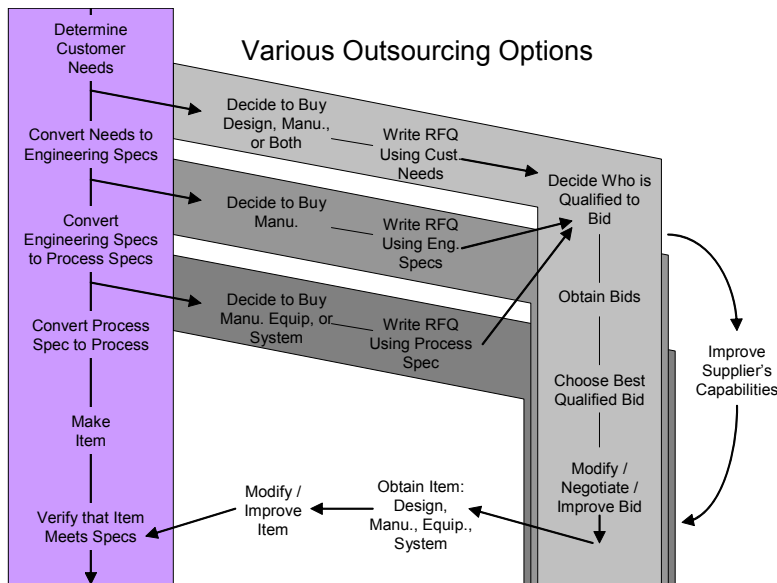 Various Outsourcing Options
Determine
Customer
Needs
Convert Needs to
Engineering Specs
Convert
Engineering Specs
to Process Specs
Convert Process
Spec to Process
Make
Item
Verify that Item
Meets Specs
Decide to Buy
Design, Manu.,
or Both
Write RFQ
Using Cust.
Needs
Decide to Buy
Manu.
Write RFQ
Using Eng.
Specs
Decide to Buy
Manu. Equip, or
System
Write RFQ
Using Process
Spec
Decide Who is
Qualified to
Bid
Obtain Bids
Choose Best
Qualified Bid
Modify /
Negotiate /
Improve Bid
Improve
Supplier's
Capabilities
Obtain Item:
Design,
Manu., Equip.,
System
Modify /
Improve
Item